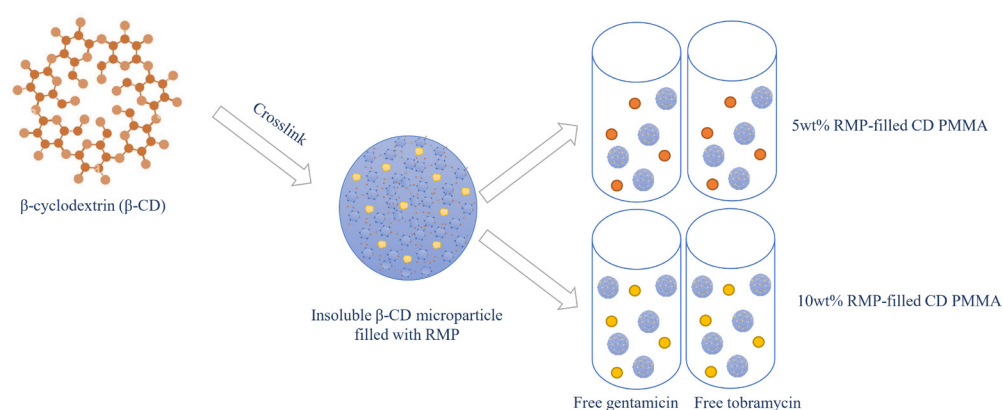 β-cyclodextrin (β-CD)
Crosslink
Insoluble β-CD microparticle
filled with RMP
5wt% RMP-filled CD PMMA
10wt% RMP-filled CD PMMA
Free gentamicin
Free tobramycin